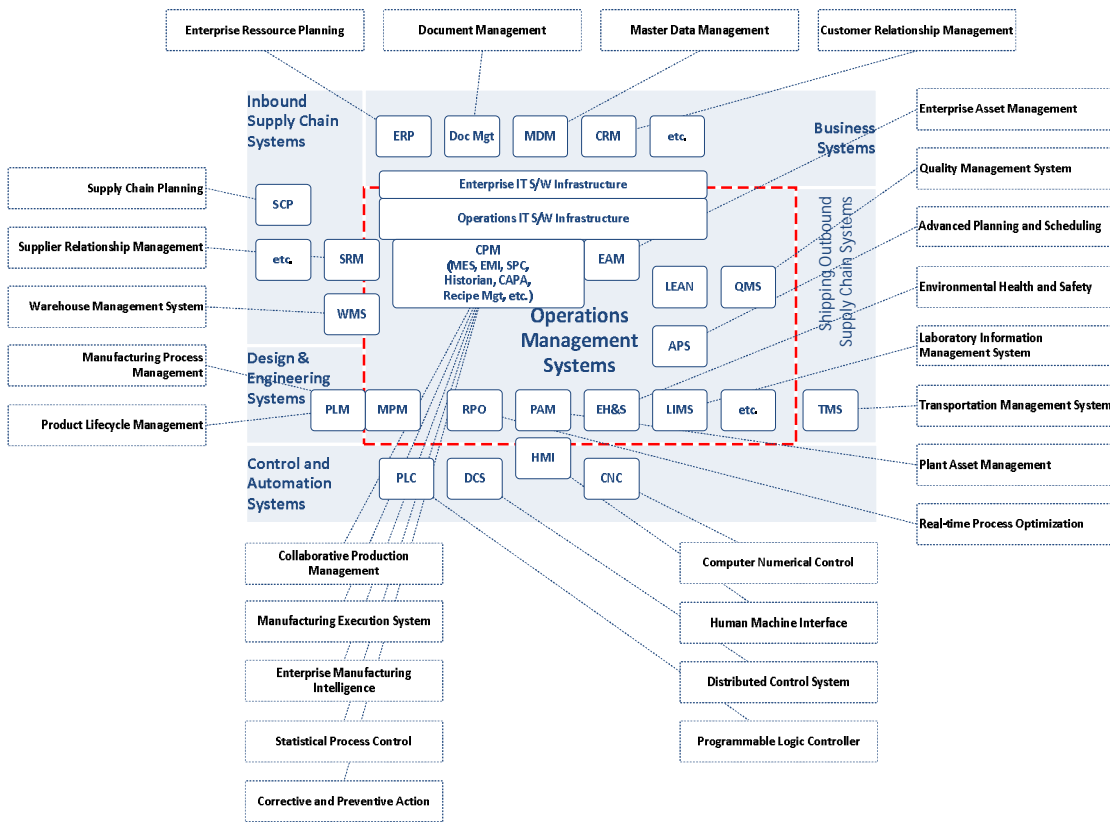 Enterprise Ressource Planning
Document Management
Master Data Management
Customer Relationship Management
Inbound
Supply Chain
Systems
ERP
Doc Mgt
MDM
CRM
etc.
Business
Systems
Enterprise Asset Management
Quality Management
System
Advanced Planning and Scheduling
Environmental Health and
Safety
Laboratory Information
Management System
Transportation Management System
Plant Asset Management
Real-time Process Optimization
Supply Chain Planning
Supplier Relationship Management
Warehouse Management System
Manufacturing Process
Management
Product Lifecycle Management
SCP
etc.
SRM
WMS
Enterprise IT S/W Infrastructure
Operations IT S/W Infrastructure
CPM
(MES, EMI, SPC,
Historian, CAPA,
Recipe Mgt, etc.)
EAM
LEAN
QMS
APS
Operations
Management
Systems
Shipping Outbound
Supply Chain Systems
Design &
Engineering
Systems
PLM
MPM
RPO
PAM
EH&S
LIMS
etc.
TMS
Control and
Automation
Systems
PLC
DCS
HMI
CNC
Collaborative Production
Management
Manufacturing Execution System
Enterprise Manufacturing
Intelligence
Statistical Process Control
Corrective and Preventive Action
Computer Numerical Control
Human Machine Interface
Distributed Control System
Programmable Logic Controller